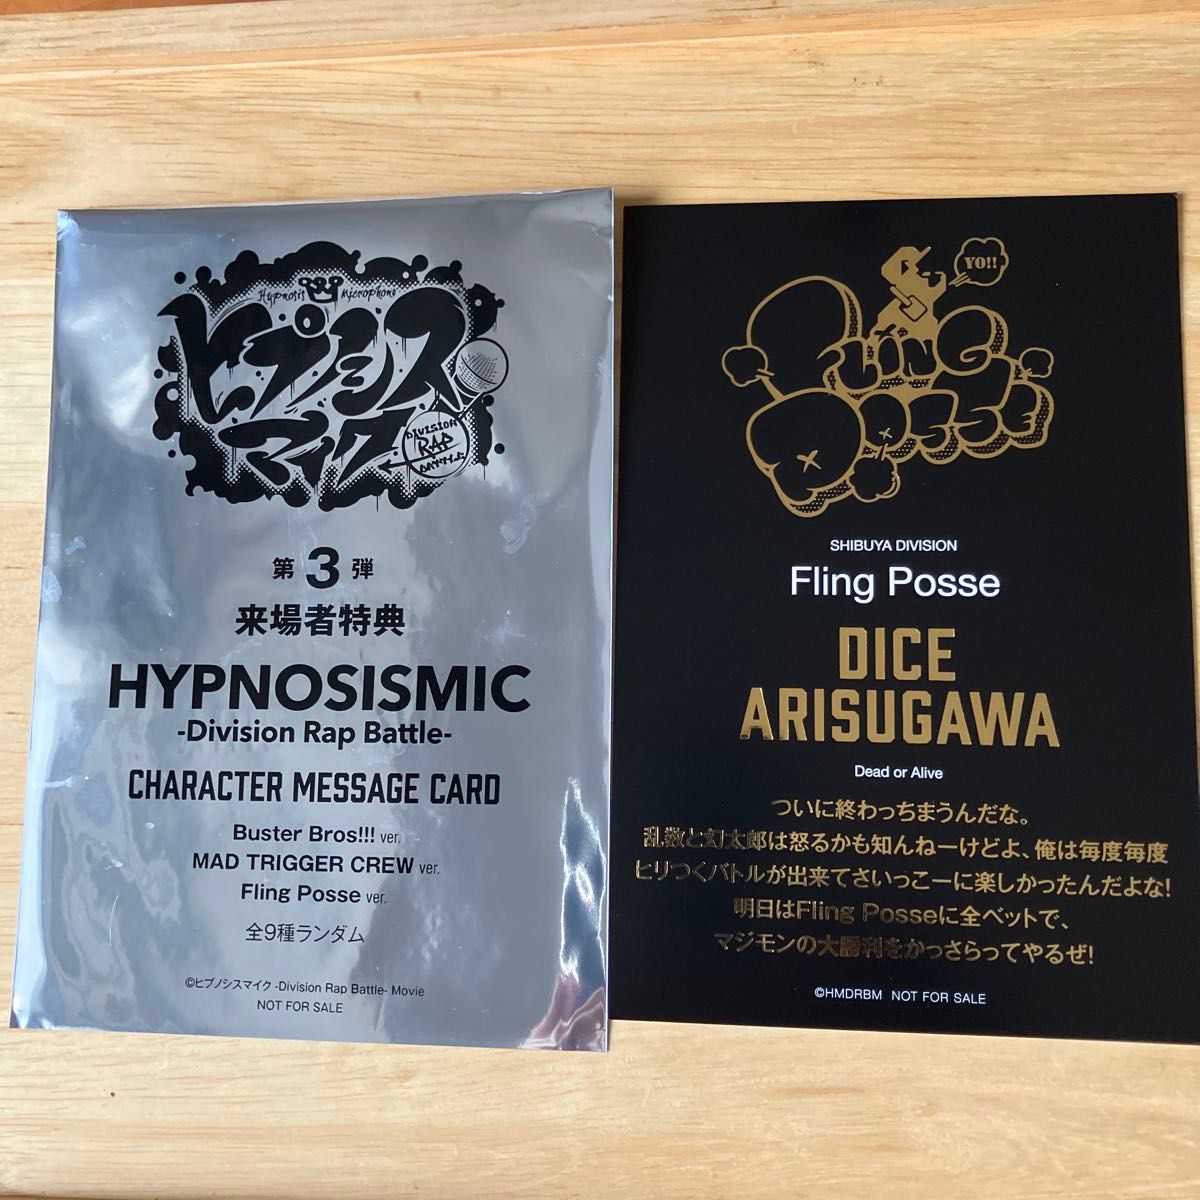 Hypnosis Microphone
ヒプノシス
マイク
DIVISION
RAP
BATTLE
第3弾
来場者特典
HYPNOSISMIC
-Division Rap Battle-
CHARACTER MESSAGE CARD
Buster Bros!!! ver.
MAD TRIGGER CREW ver.
Fling Posse ver.
全9種ランダム
©ヒプノシスマイク -Division Rap Battle- Movie
NOT FOR SALE
YO!!
FLING
POSSE
SHIBUYA DIVISION
Fling Posse
DICE
ARISUGAWA
Dead or Alive
ついに終わっちまうんだな。
乱数と幻太郎は怒るかも知んねーけどよ、俺は毎度毎度
ヒリつくバトルが出来てさいっこーに楽しかったんだよな!
明日はFling Posseに全ベットで、
マジモンの大勝利をかっさらってやるぜ!
©HMDRBM NOT FOR SALE